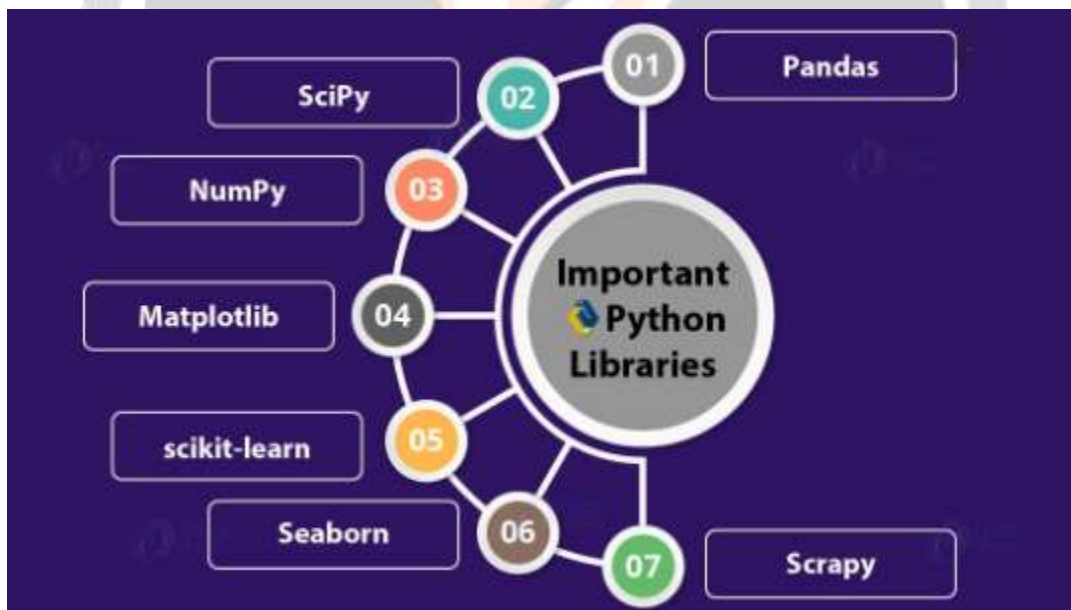 01
Pandas
02
SciPy
03
NumPy
04
Matplotlib
05
scikit-learn
06
Seaborn
07
Scrapy
Important
Python
Libraries